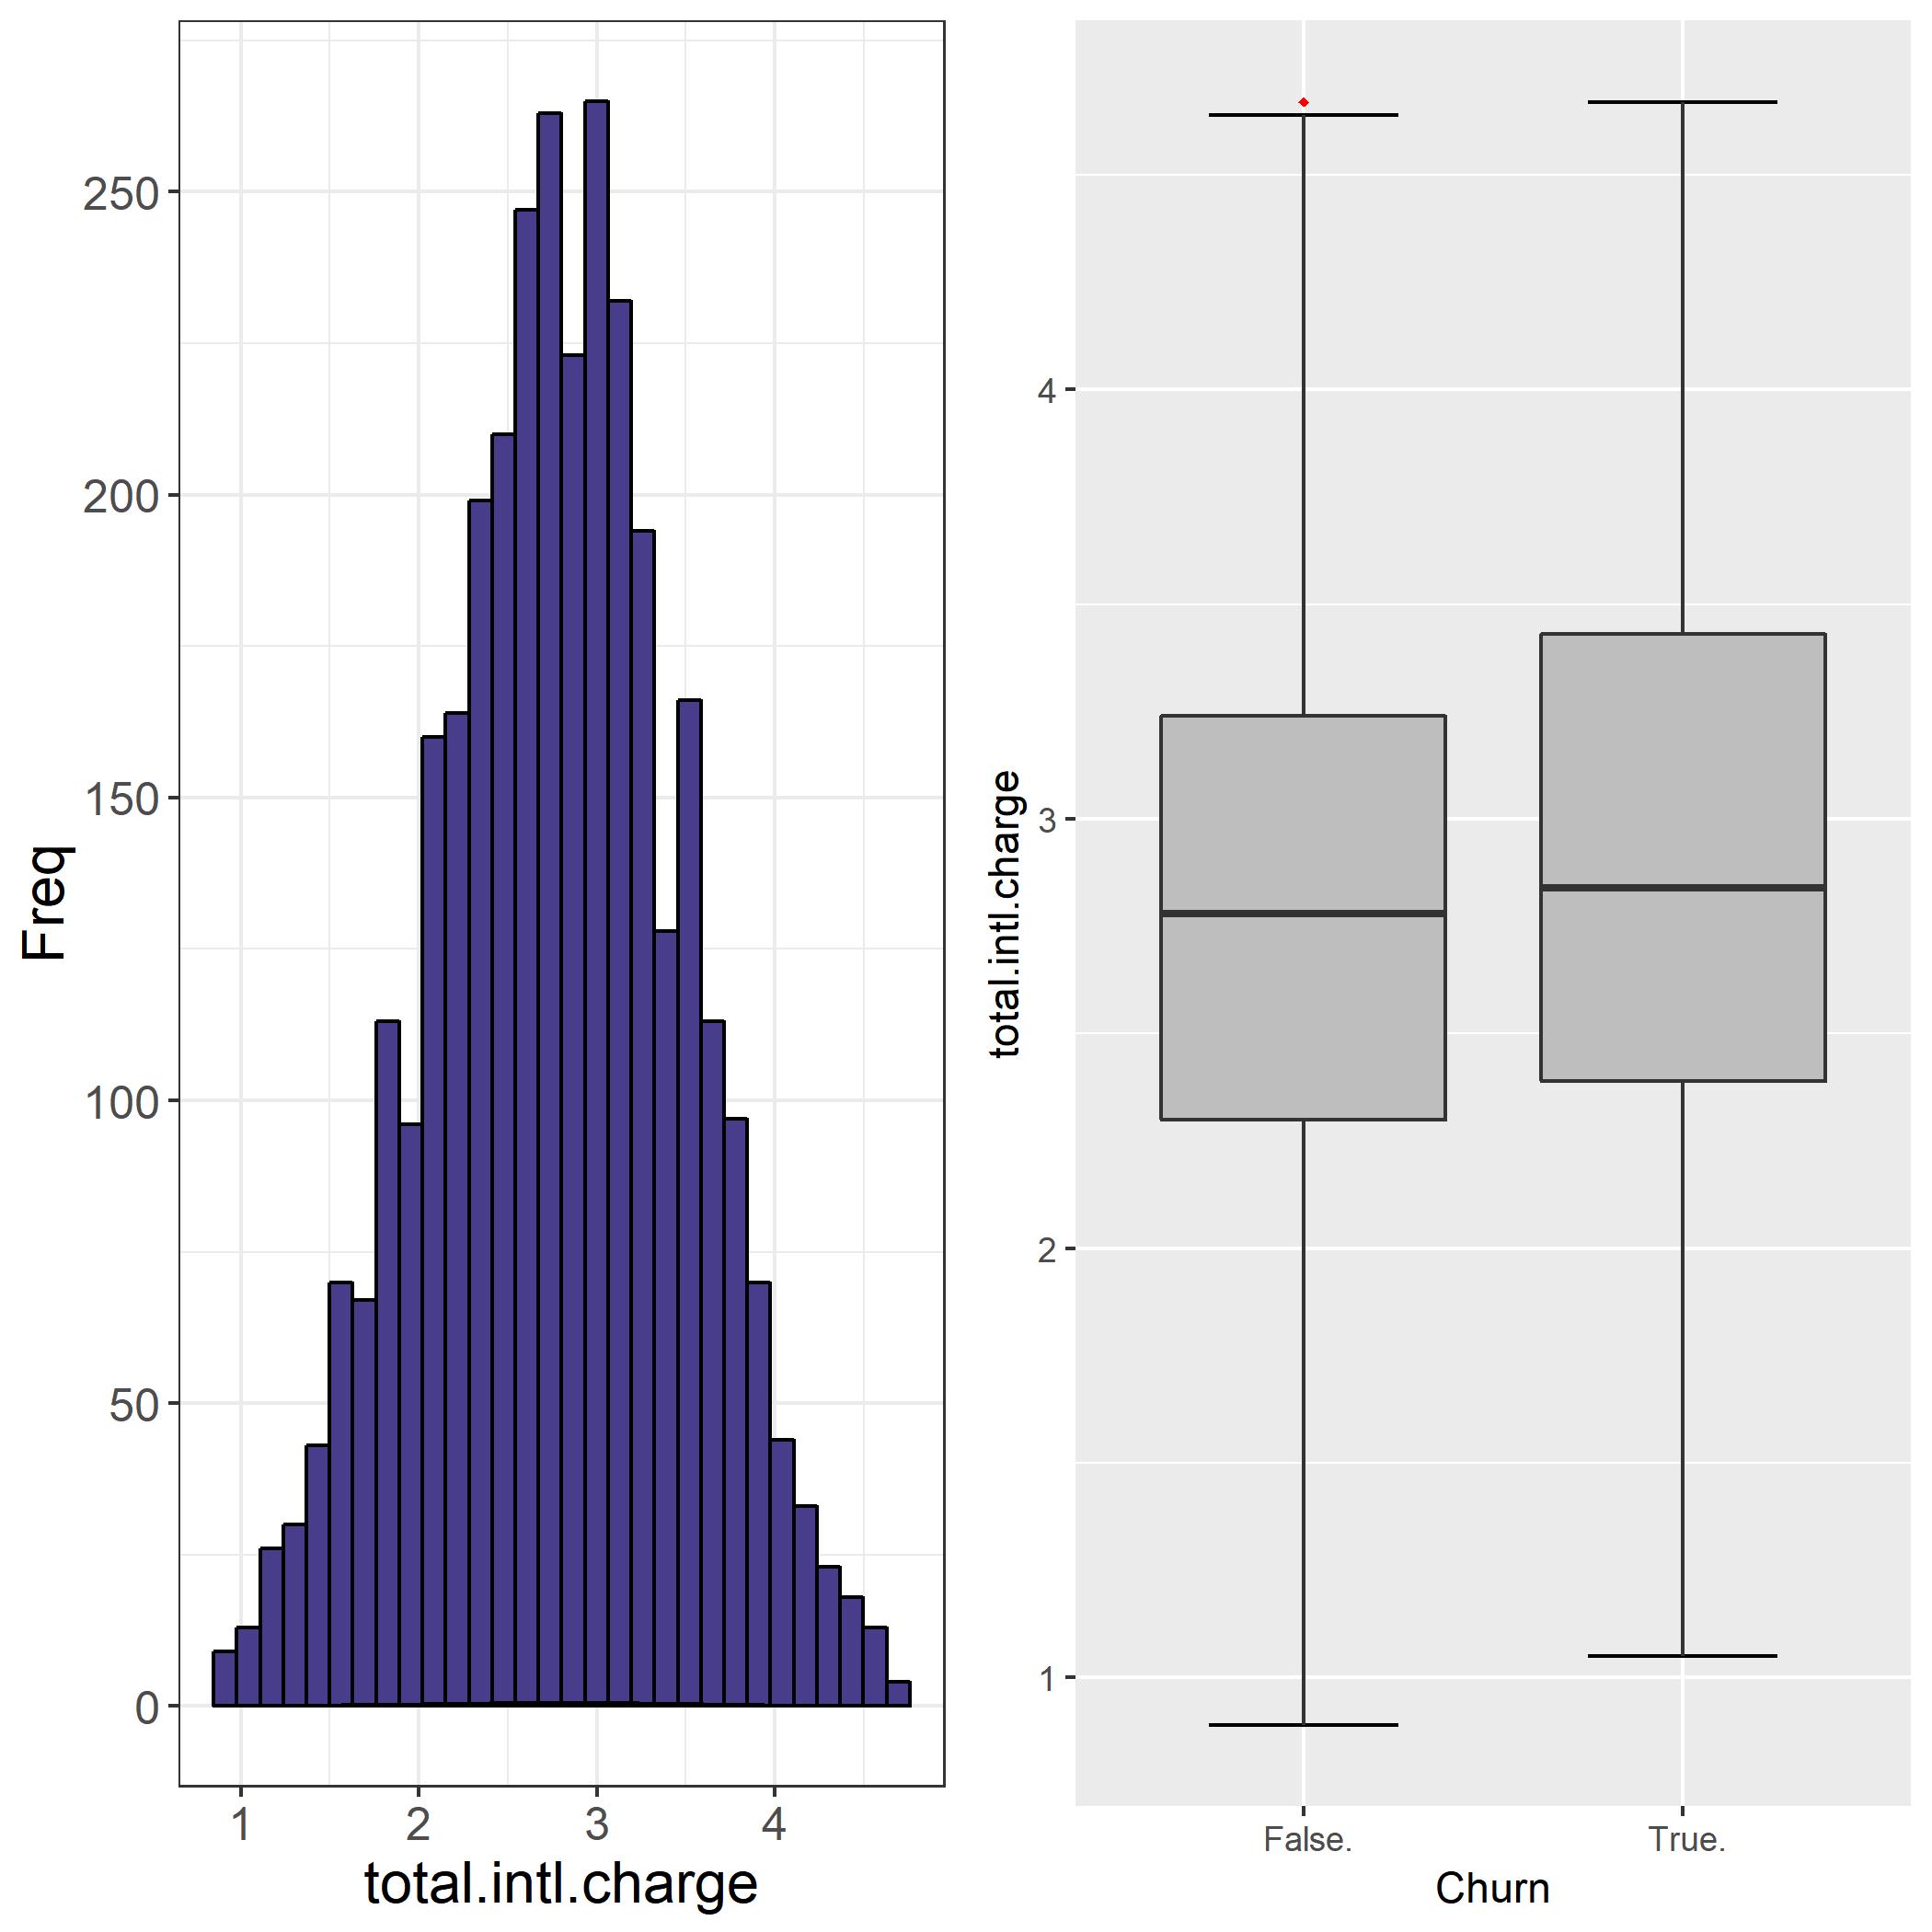 Freq
250
200
150
100
50
0
1 2 3 4
total.intl.charge
total.intl.charge
4
3
2
1
False. True.
Churn